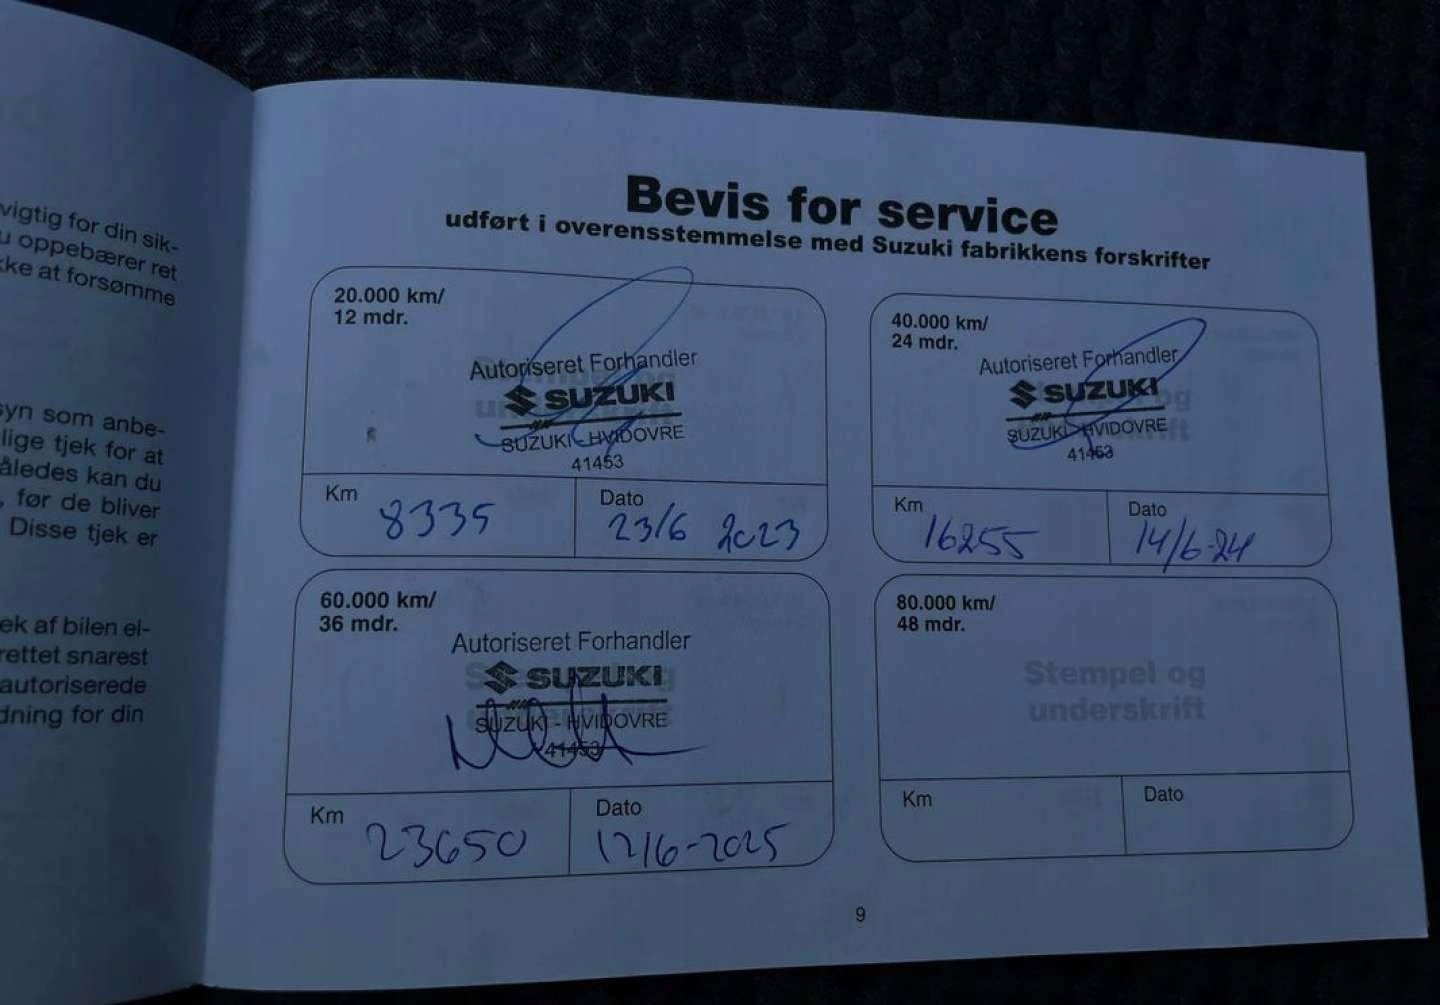 vigtig for din sik-
u oppebærer ret
kke at forsømme
syn som anbe-
lige tjek for at
åledes kan du
, før de bliver
Disse tjek er
ek af bilen el-
rettet snarest
autoriserede
dning for din
Bevis for service
udført i overensstemmelse med Suzuki fabrikkens forskrifter
20.000 km/
12 mdr.
Autoriseret Forhandler
SUZUKI
SUZUKI - HVIDOVRE
41453
Km
8335
Dato
23/6 2023
40.000 km/
24 mdr.
Autoriseret Forhandler
SUZUKI
SUZUKI - HVIDOVRE
41453
Km
16255
Dato
14/6-24
60.000 km/
36 mdr.
Autoriseret Forhandler
SUZUKI
SUZUKI - HVIDOVRE
41453
Km
23650
Dato
12/6-2025
80.000 km/
48 mdr.
Stempel og
underskrift
Km
Dato
9